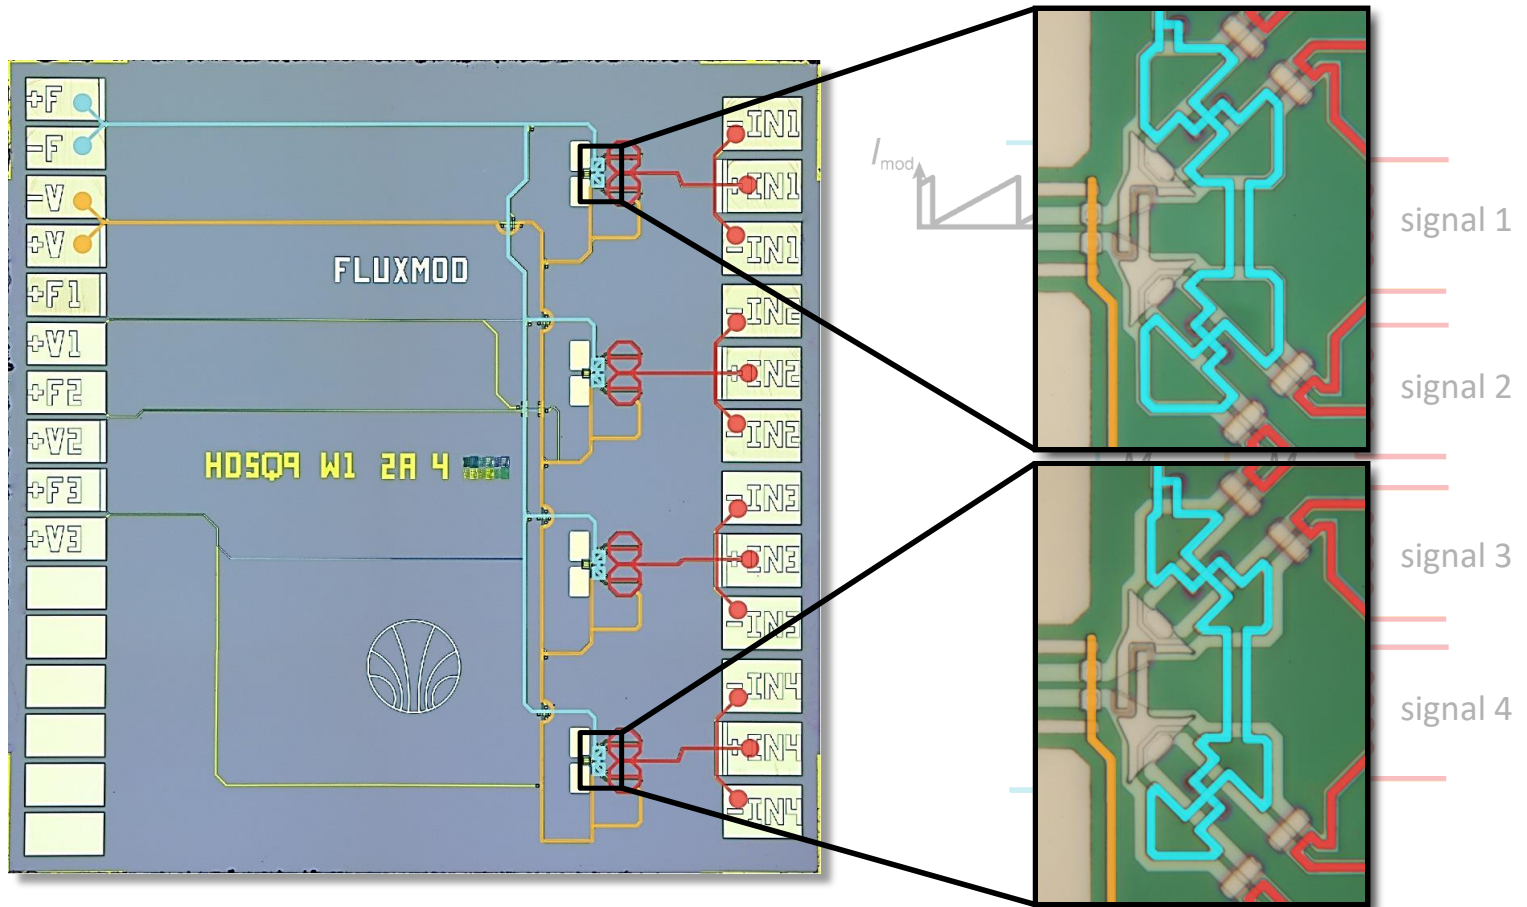 +F
-F
-V
+V
+F1
+V1
+F2
+V2
+F3
+V3
FLUXMOD
HDSQ9 W1 2A 4
-IN1
+IN1
-IN1
-IN2
+IN2
-IN2
-IN3
+IN3
-IN3
-IN4
+IN4
-IN4
Imod
signal 1
signal 2
signal 3
signal 4